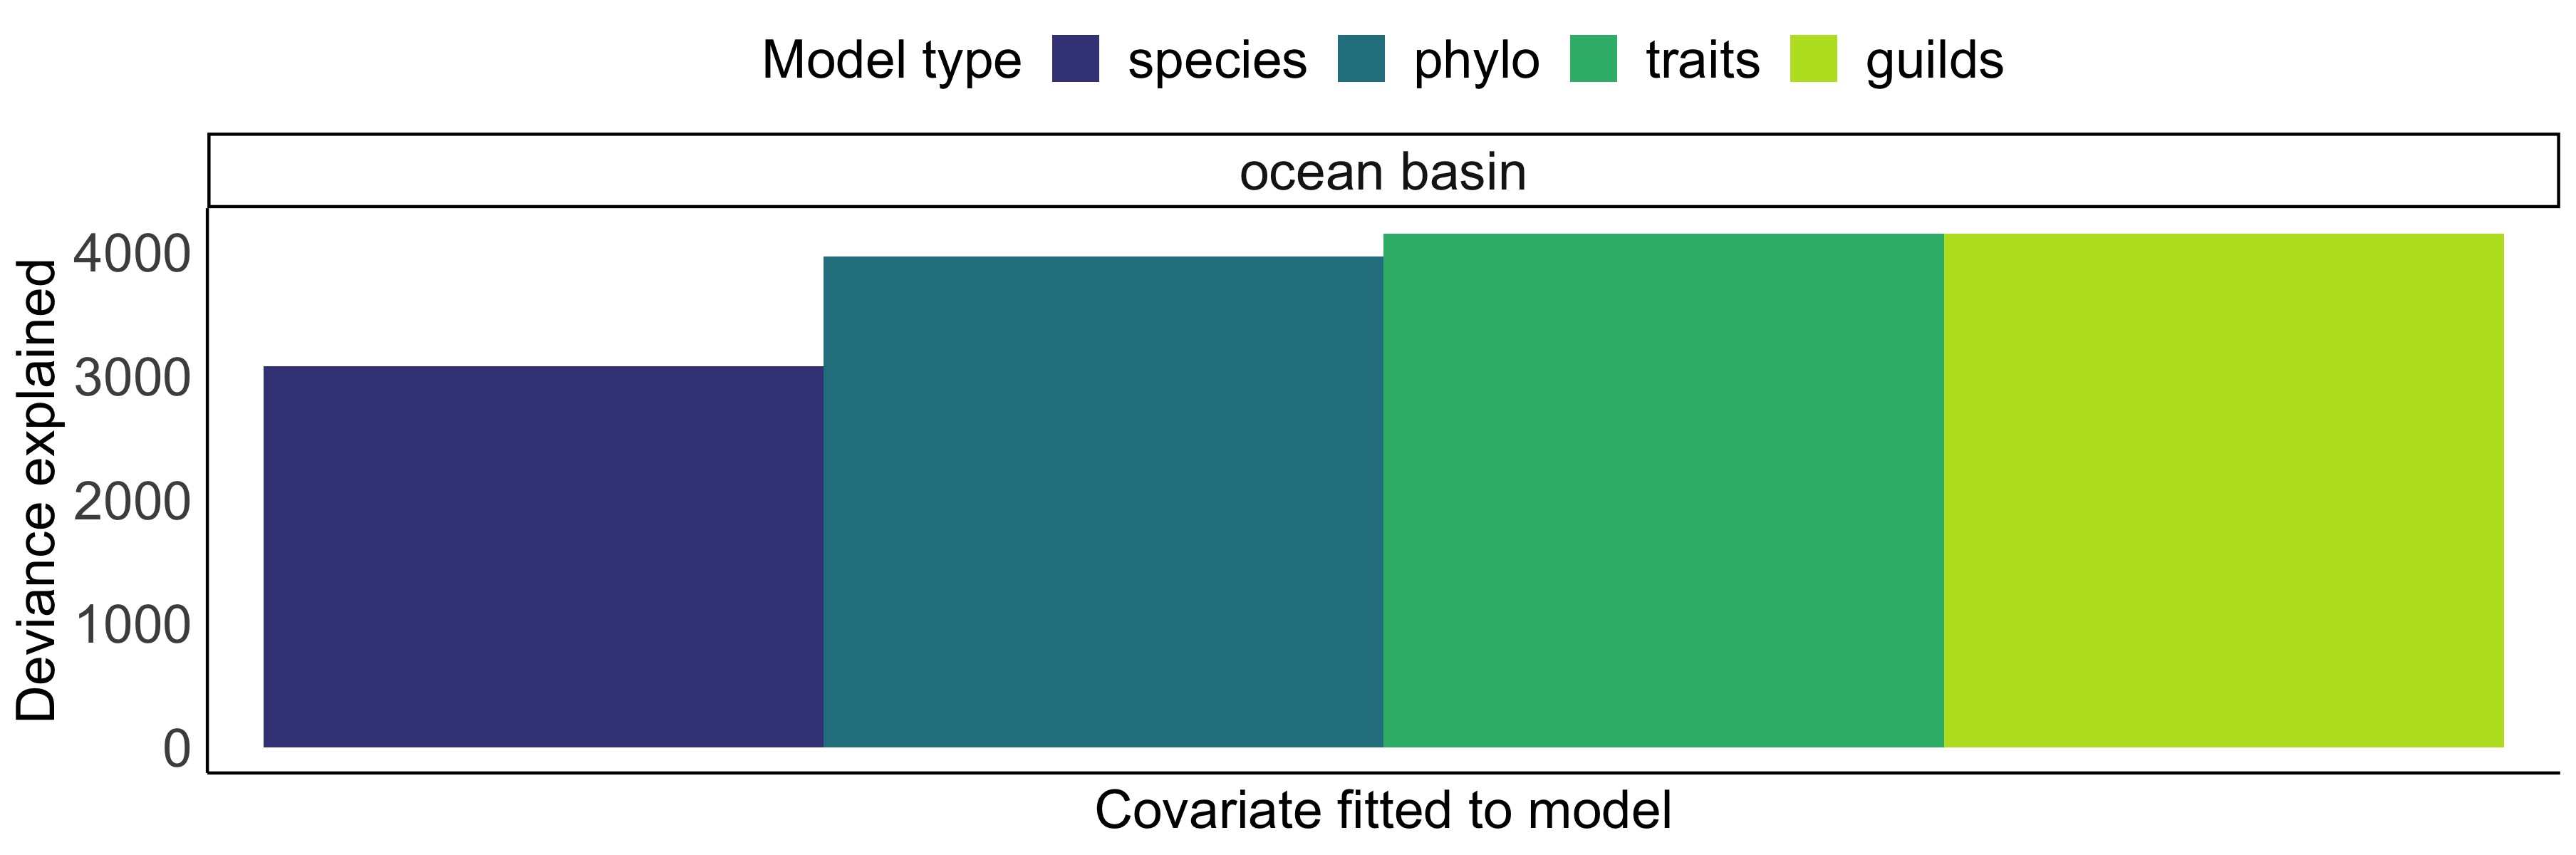 Model type species phylo traits guilds
ocean basin
Deviance explained
4000
3000
2000
1000
0
Covariate fitted to model